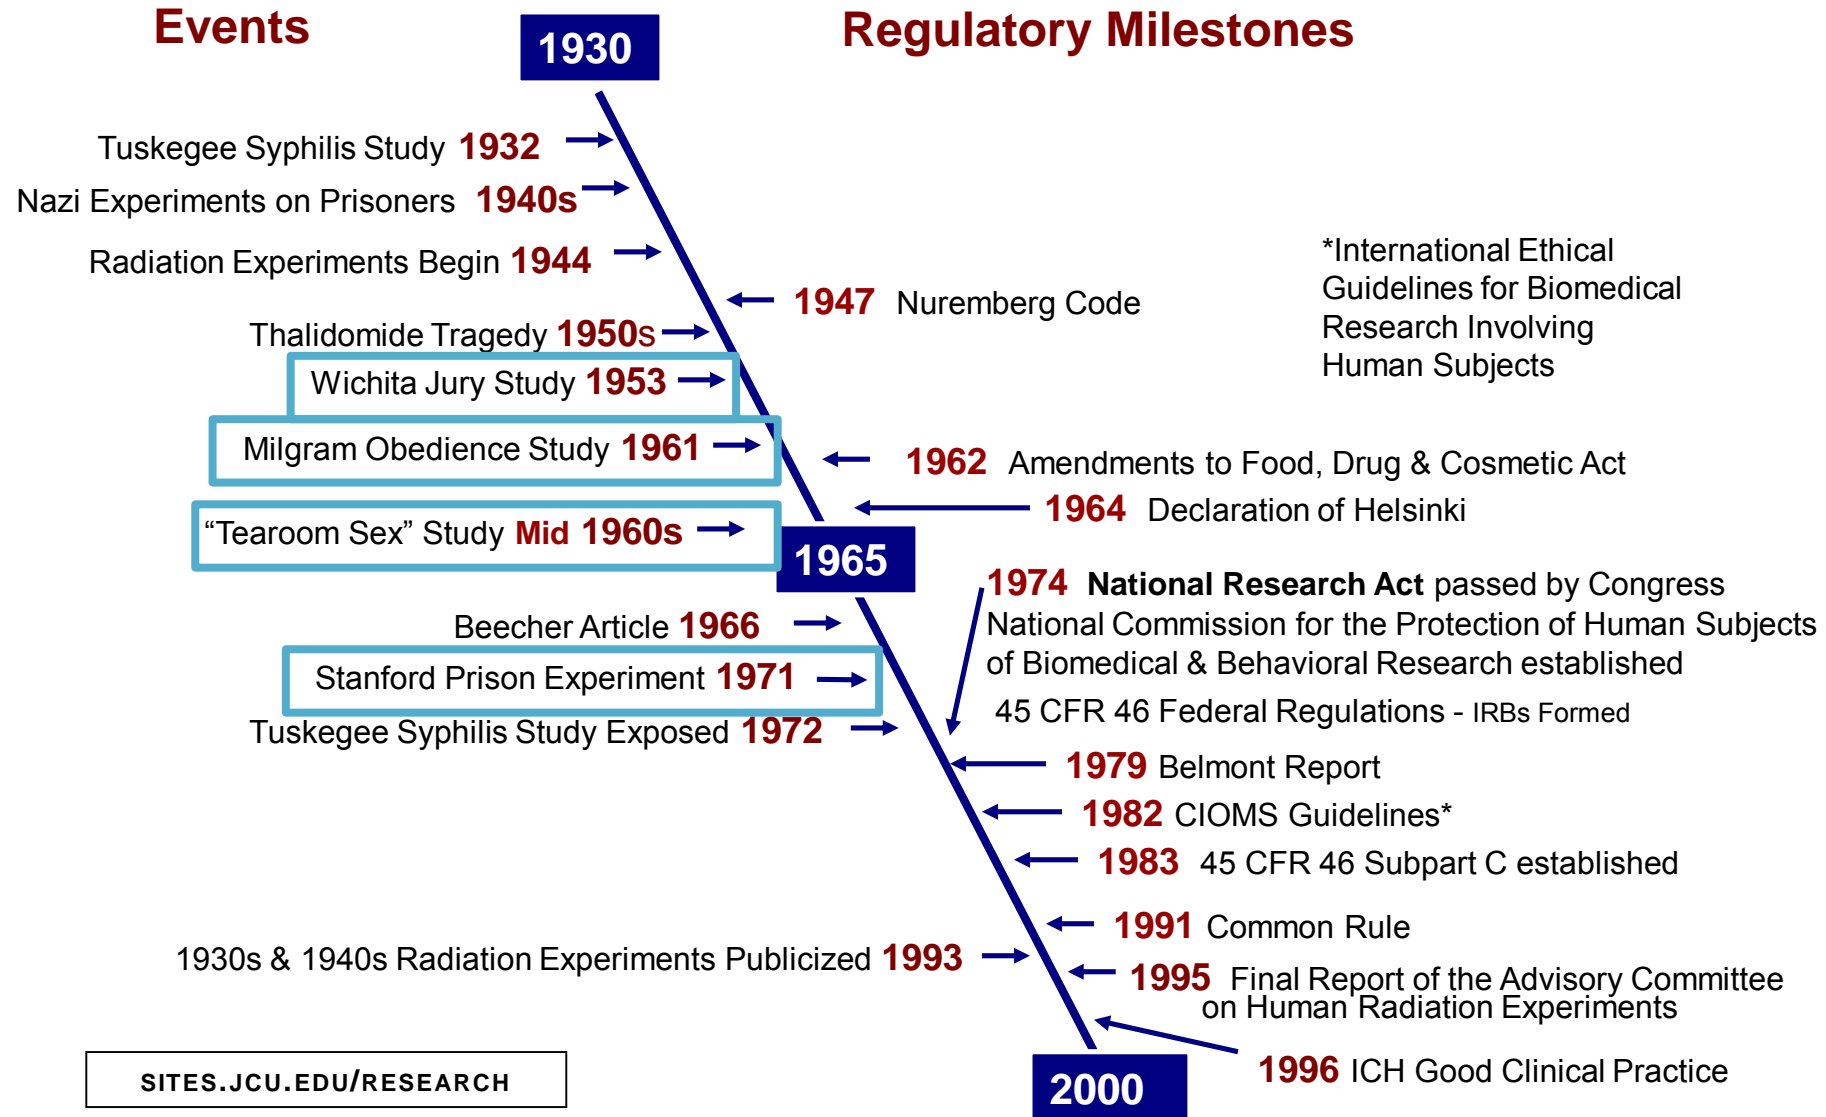 Events
Regulatory Milestones
1930
Tuskegee Syphilis Study 1932
Nazi Experiments on Prisoners 1940s
Radiation Experiments Begin 1944
*International Ethical
Guidelines for Biomedical
Research Involving
Human Subjects
1947 Nuremberg Code
Thalidomide Tragedy 1950s
Wichita Jury Study 1953
Milgram Obedience Study 1961
1962 Amendments to Food, Drug & Cosmetic Act
1964 Declaration of Helsinki
“Tearoom Sex” Study Mid 1960s
1965
1974 National Research Act passed by Congress
National Commission for the Protection of Human Subjects
of Biomedical & Behavioral Research established
45 CFR 46 Federal Regulations - IRBs Formed
Beecher Article 1966
Stanford Prison Experiment 1971
Tuskegee Syphilis Study Exposed 1972
1979 Belmont Report
1982 CIOMS Guidelines*
1983 45 CFR 46 Subpart C established
1991 Common Rule
1930s & 1940s Radiation Experiments Publicized 1993
1995 Final Report of the Advisory Committee
on Human Radiation Experiments
1996 ICH Good Clinical Practice
2000
SITES.JCU.EDU/RESEARCH